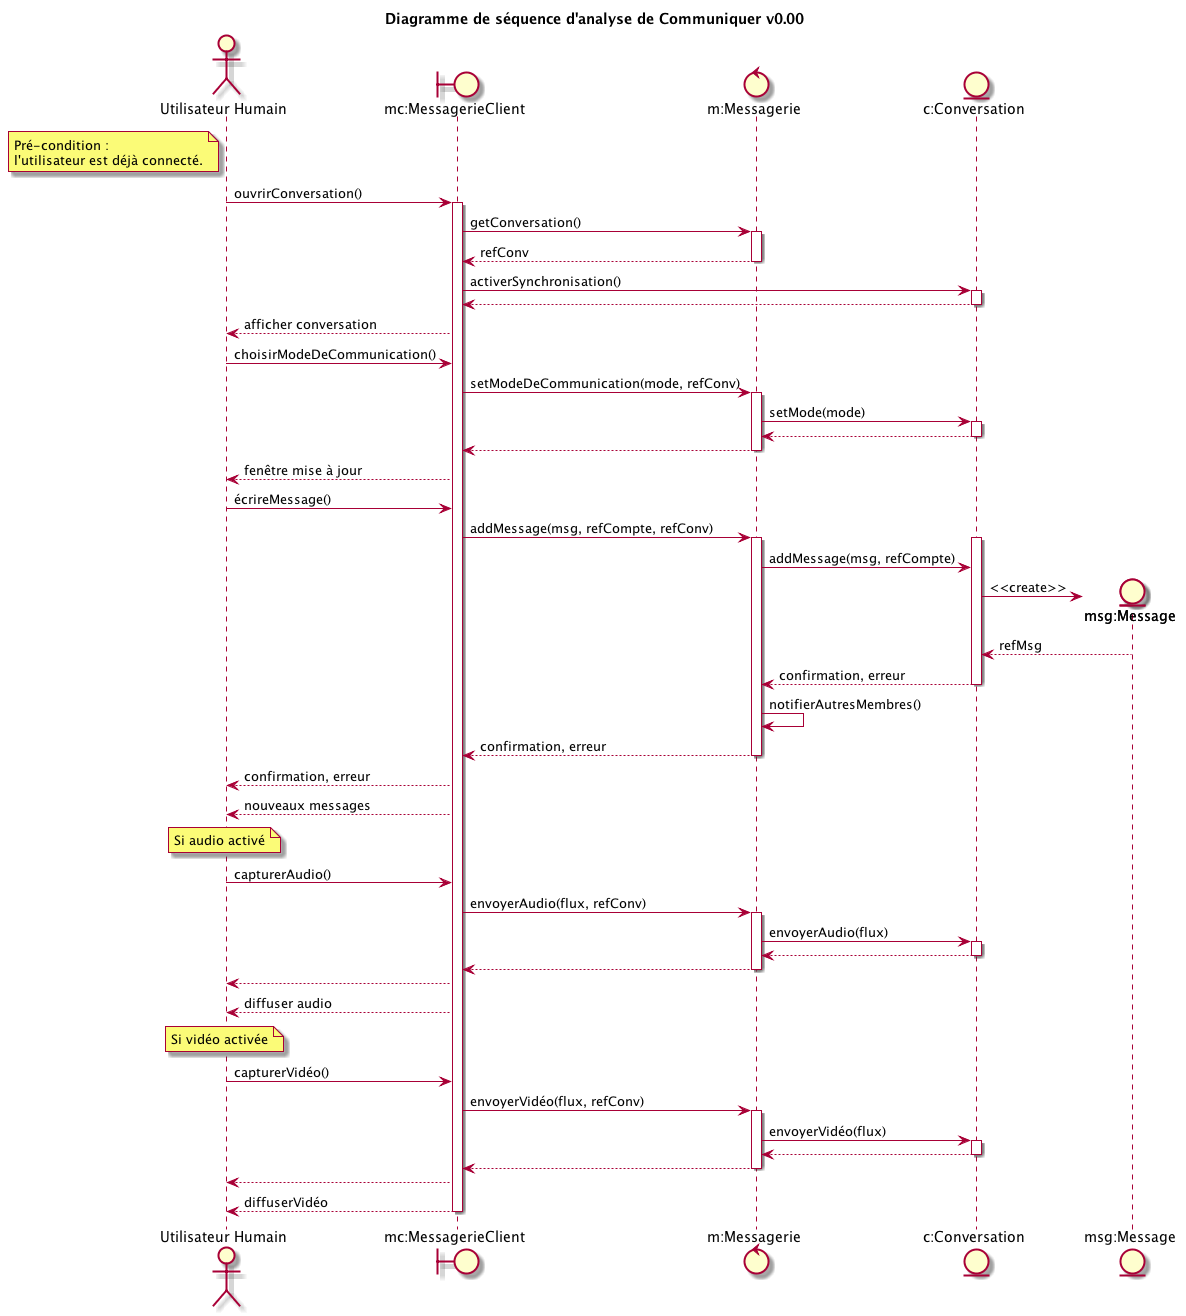 Diagramme de séquence d'analyse de Communiquer v0.00
Utilisateur Humain
mc:MessagerieClient
m:Messagerie
c:Conversation
Pré-condition :
l'utilisateur est déjà connecté.
ouvrirConversation()
getConversation()
refConv
activerSynchronisation()
afficher conversation
choisirModeDeCommunication()
setModeDeCommunication(mode, refConv)
setMode(mode)
fenêtre mise à jour
écrireMessage()
addMessage(msg, refCompte, refConv)
addMessage(msg, refCompte)
<<create>>
msg:Message
refMsg
confirmation, erreur
notifierAutresMembres()
confirmation, erreur
confirmation, erreur
nouveaux messages
Si audio activé
capturerAudio()
envoyerAudio(flux, refConv)
envoyerAudio(flux)
diffuser audio
Si vidéo activée
capturerVidéo()
envoyerVidéo(flux, refConv)
envoyerVidéo(flux)
diffuserVidéo
Utilisateur Humain
mc:MessagerieClient
m:Messagerie
c:Conversation
msg:Message